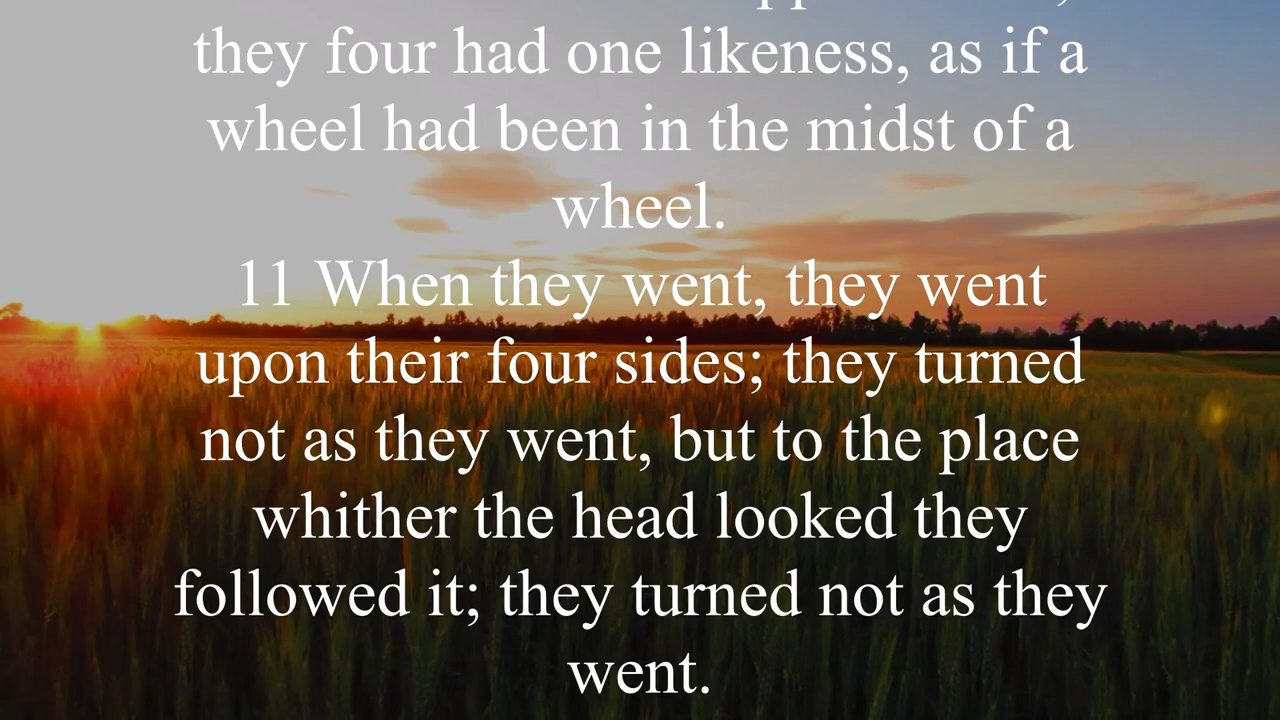 they four had one likeness, as if a
wheel had been in the midst of a
wheel.
11 When they went, they went
upon their four sides; they turned
not as they went, but to the place
whither the head looked they
followed it; they turned not as they
went.